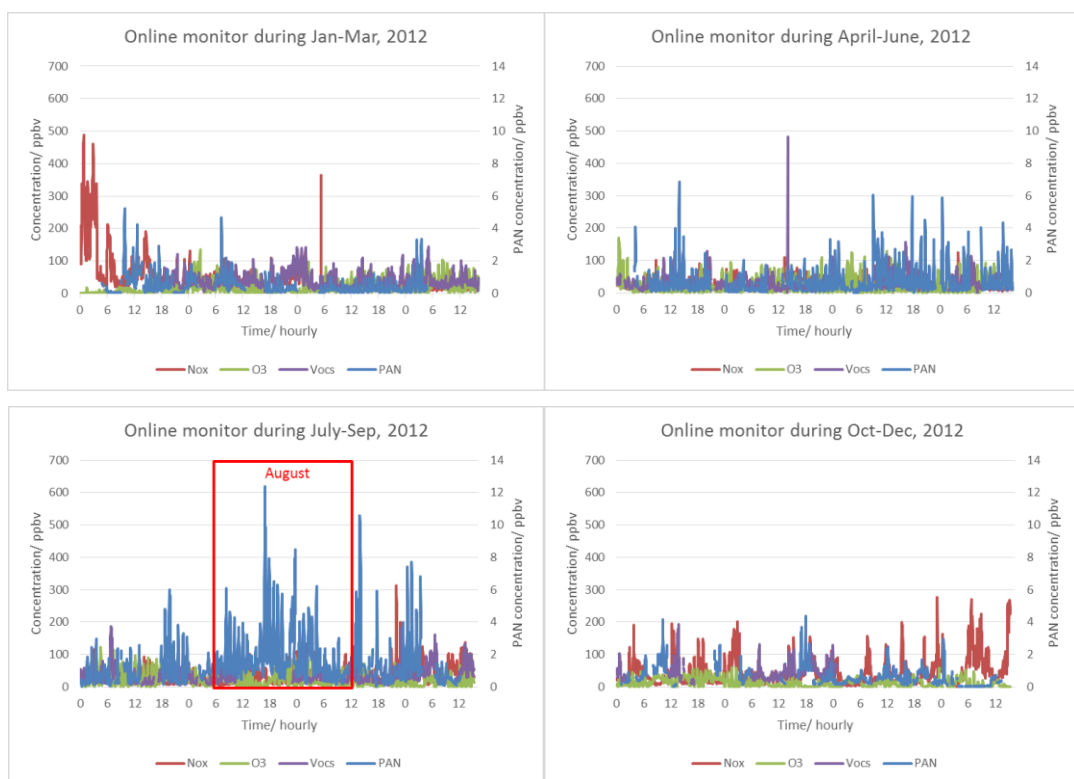 Online monitor during Jan-Mar, 2012
700
600
500
400
300
200
100
0
Concentration/ ppbv
14
12
10
8
6
4
2
0
PAN concentration/ ppbv
0 6 12 18 0 6 12 18 0 6 12 18 0 6 12
Time/ hourly
Nox O3 Vocs PAN
Online monitor during April-June, 2012
700
600
500
400
300
200
100
0
Concentration/ ppbv
14
12
10
8
6
4
2
0
PAN concentration/ ppbv
0 6 12 18 0 6 12 18 0 6 12 18 0 6 12
Time/ hourly
Nox O3 Vocs PAN
Online monitor during July-Sep, 2012
700
600
500
400
300
200
100
0
Concentration/ ppbv
August
14
12
10
8
6
4
2
0
PAN concentration/ ppbv
0 6 12 18 0 6 12 18 0 6 12 18 0 6 12
Time/ hourly
Nox O3 Vocs PAN
Online monitor during Oct-Dec, 2012
700
600
500
400
300
200
100
0
Concentration/ ppbv
14
12
10
8
6
4
2
0
PAN concentration/ ppbv
0 6 12 18 0 6 12 18 0 6 12 18 0 6 12
Time/ hourly
Nox O3 Vocs PAN